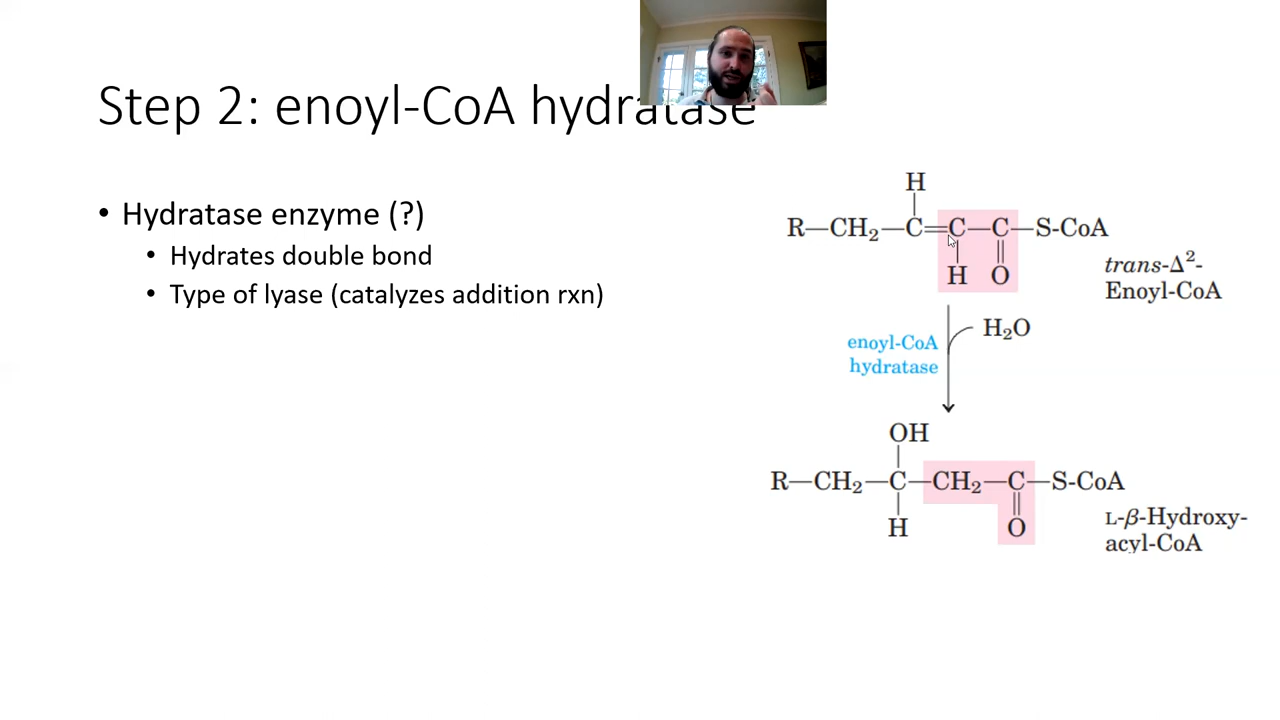 Step 2: enoyl-CoA hydratase
• Hydratase enzyme (?)
• Hydrates double bond
• Type of lyase (catalyzes addition rxn)
H
R—CH₂—C=C—C—S-CoA
H O
trans-Δ²-
Enoyl-CoA
H₂O
enoyl-CoA
hydratase
OH
R—CH₂—C—CH₂—C—S-CoA
H O
L-β-Hydroxy-
acyl-CoA